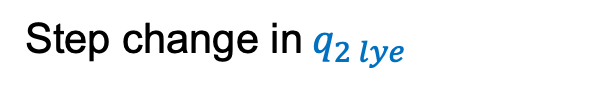 Step change in q₂ lye